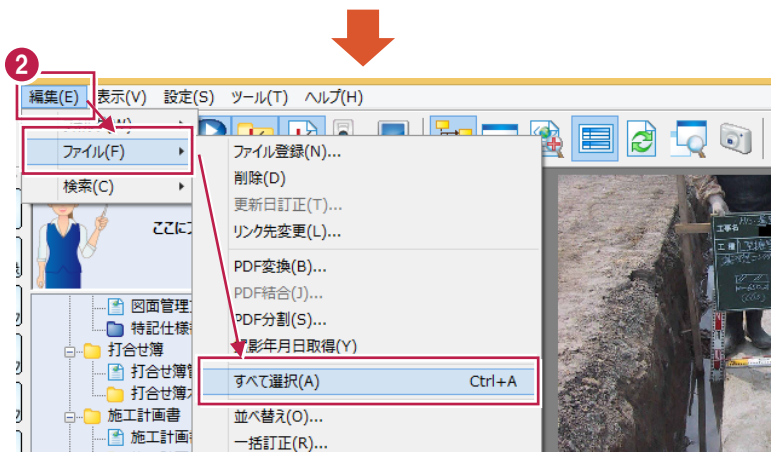 2
編集(E) 表示(V) 設定(S) ツール(T) ヘルプ(H)
ファイル(F)
検索(C)
ファイル登録(N)...
削除(D)
更新日訂正(T)...
リンク先変更(L)...
PDF変換(B)...
PDF結合(J)...
PDF分割(S)...
影年月日取得(Y)
すべて選択(A) Ctrl+A
並べ替え(O)...
一括訂正(R)...
ここに
図面管理
特記仕様
打合せ簿
打合せ簿
打合せ簿
施工計画書
施工計画
工事名
工種